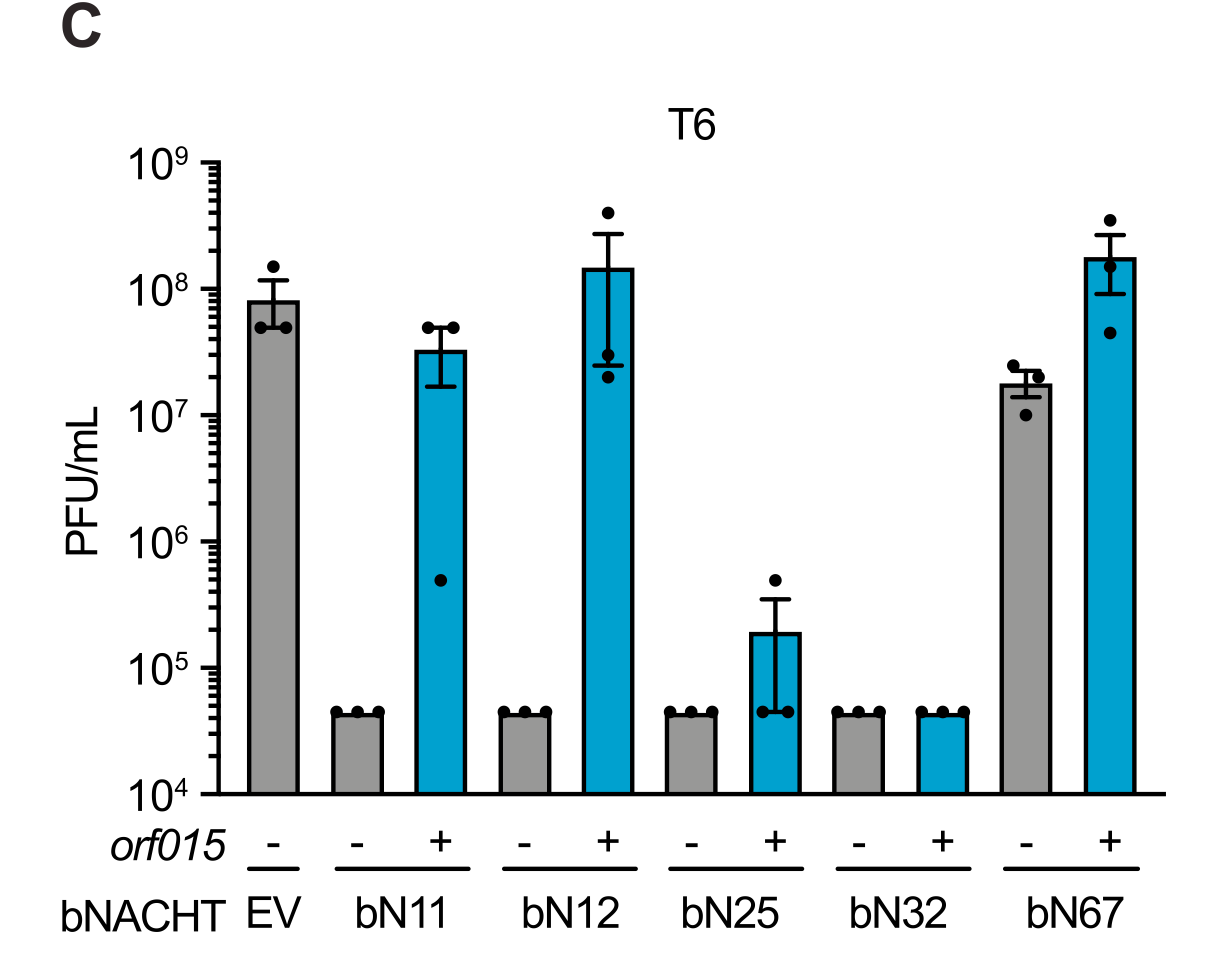 C
T6
10⁹
10⁸
10⁷
10⁶
10⁵
10⁴
PFU/mL
orf015 - - + - + - + - + - +
bNACHT EV bN11 bN12 bN25 bN32 bN67